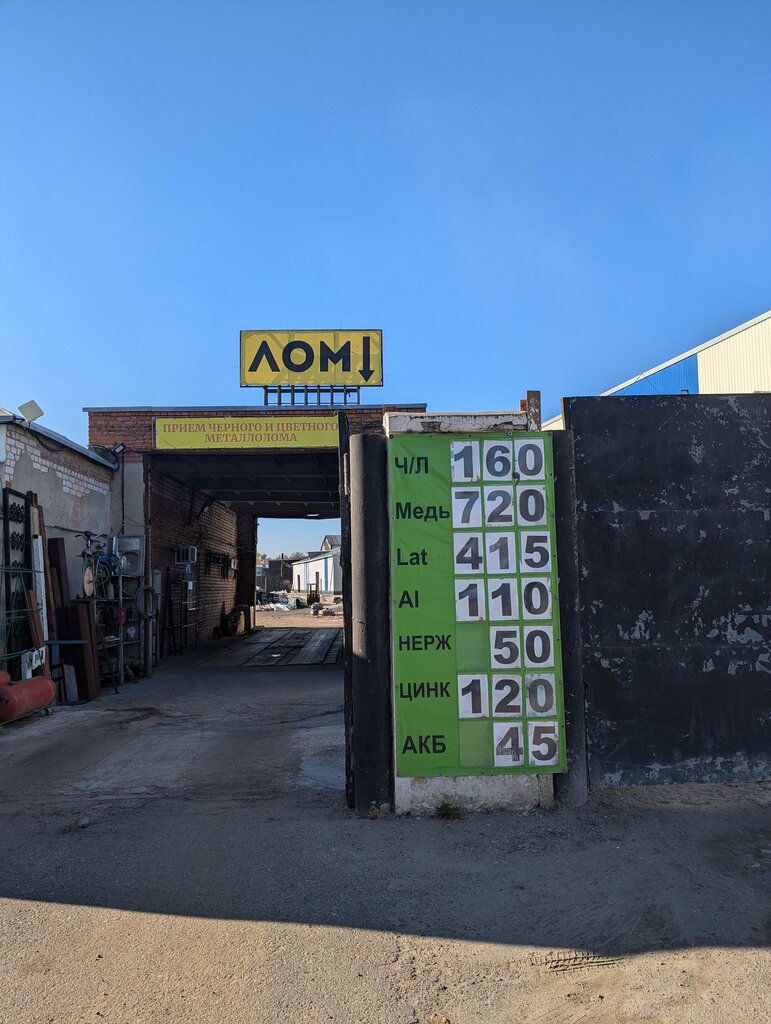 ЛОМ
ПРИЕМ ЧЕРНОГО И ЦВЕТНОГО
МЕТАЛЛОЛОМА
Ч/Л 16.0
Медь 720
Lat 415
Al 110
НЕРЖ 50
ЦИНК 120
АКБ 45